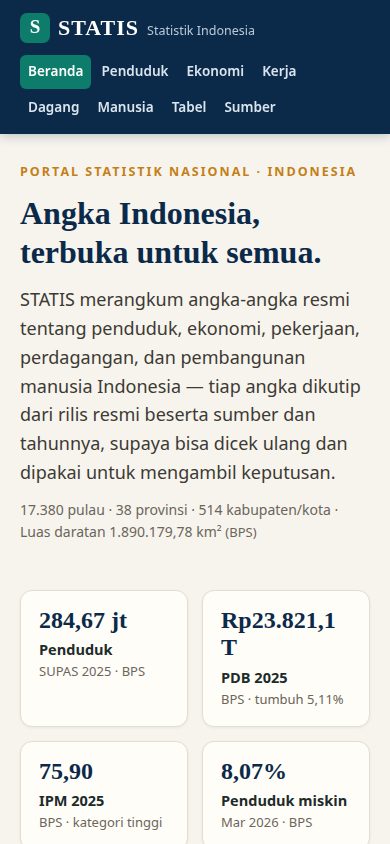 S STATIS Statistik Indonesia
Beranda Penduduk Ekonomi Kerja
Dagang Manusia Tabel Sumber
PORTAL STATISTIK NASIONAL · INDONESIA
Angka Indonesia,
terbuka untuk semua.
STATIS merangkum angka-angka resmi
tentang penduduk, ekonomi, pekerjaan,
perdagangan, dan pembangunan
manusia Indonesia — tiap angka dikutip
dari rilis resmi beserta sumber dan
tahunnya, supaya bisa dicek ulang dan
dipakai untuk mengambil keputusan.
17.380 pulau · 38 provinsi · 514 kabupaten/kota ·
Luas daratan 1.890.179,78 km² (BPS)
284,67 jt
Penduduk
SUPAS 2025 · BPS
Rp23.821,1
T
PDB 2025
BPS · tumbuh 5,11%
75,90
IPM 2025
BPS · kategori tinggi
8,07%
Penduduk miskin
Mar 2026 · BPS